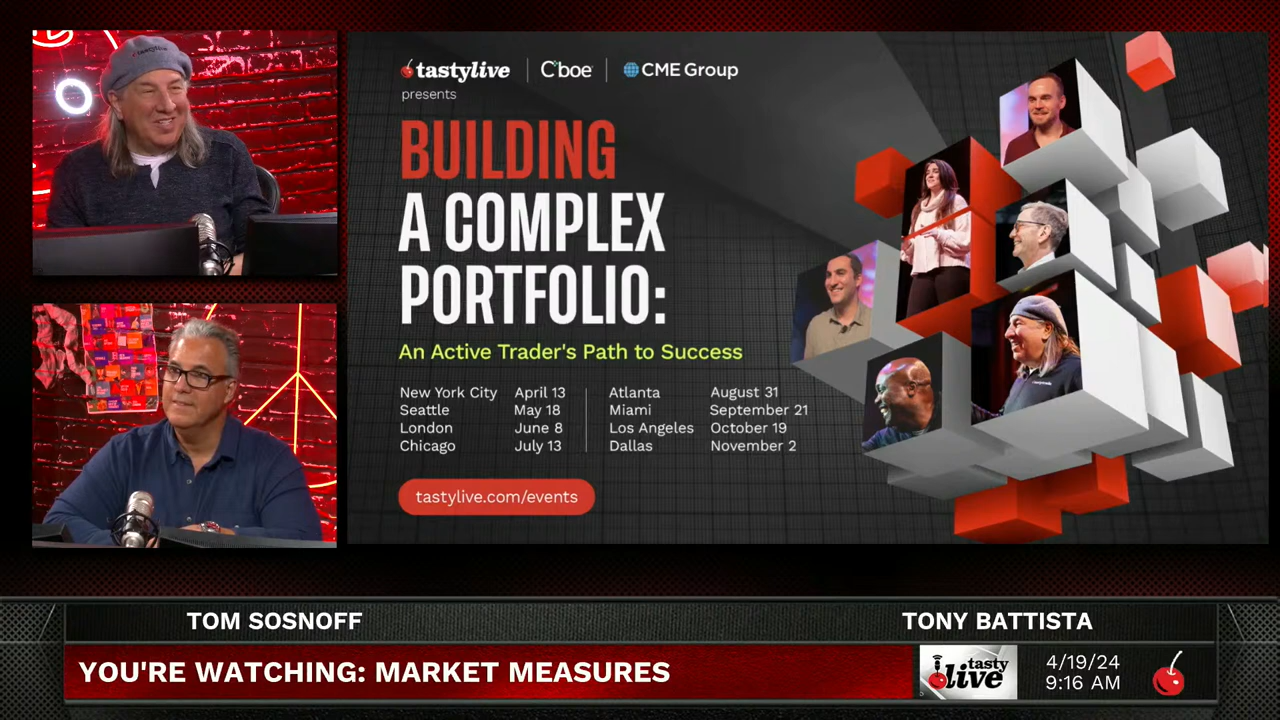 tastylive | Cboe | CME Group
presents
BUILDING
A COMPLEX
PORTFOLIO:
An Active Trader's Path to Success
New York City April 13
Seattle May 18
London June 8
Chicago July 13
Atlanta August 31
Miami September 21
Los Angeles October 19
Dallas November 2
tastylive.com/events
TOM SOSNOFF
TONY BATTISTA
YOU'RE WATCHING: MARKET MEASURES
tasty
live
4/19/24
9:16 AM